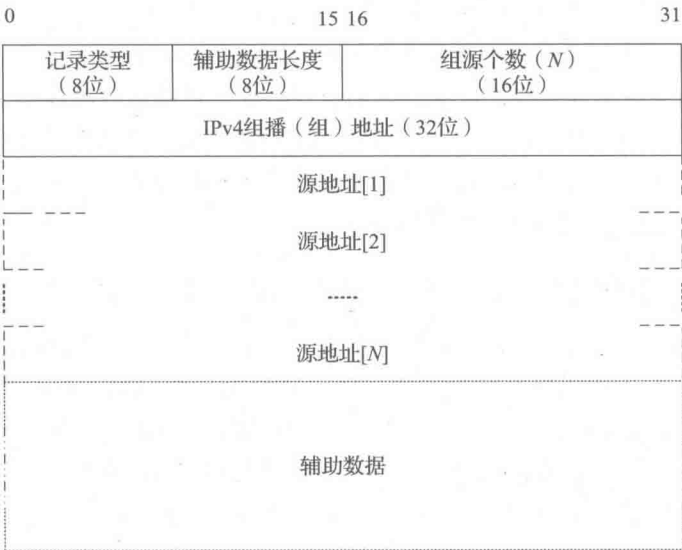 0 15 16 31
记录类型 辅助数据长度 组源个数（N）
（8位） （8位） （16位）
IPv4组播（组）地址（32位）
源地址[1]
源地址[2]
-----
源地址[N]
辅助数据